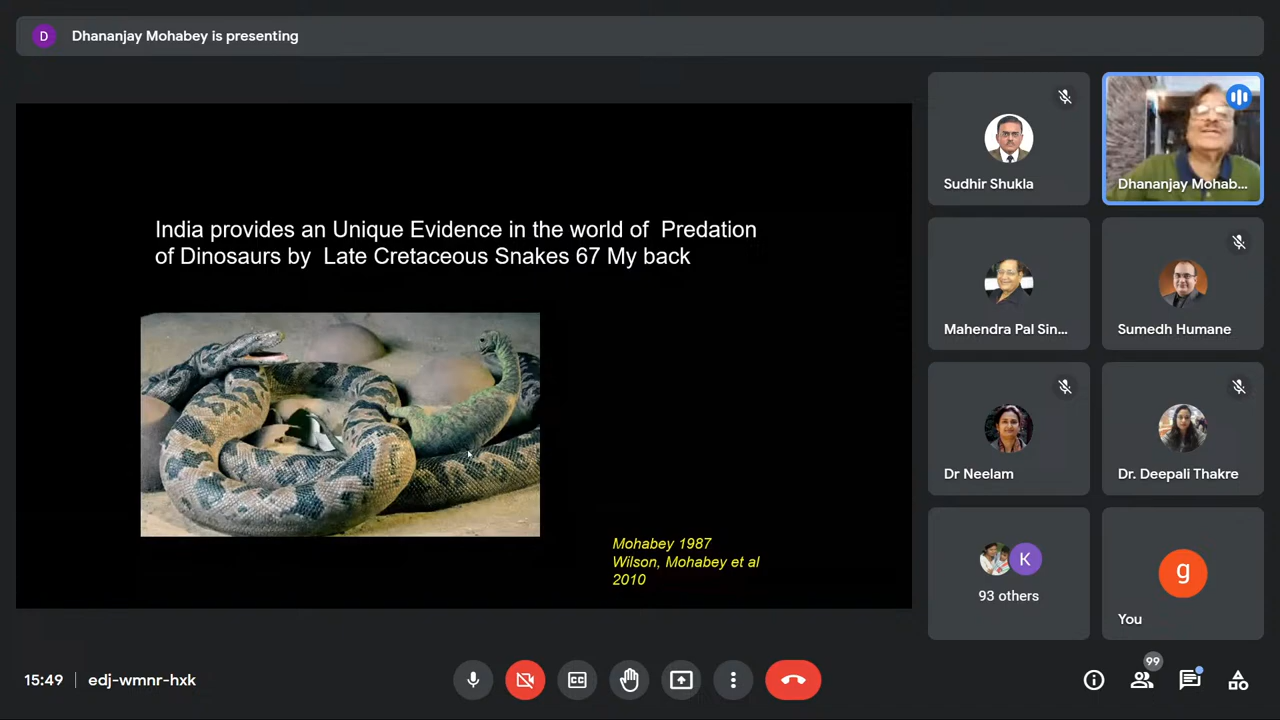 D Dhananjay Mohabey is presenting
India provides an Unique Evidence in the world of Predation
of Dinosaurs by Late Cretaceous Snakes 67 My back
Mohabey 1987
Wilson, Mohabey et al
2010
Sudhir Shukla
Dhananjay Mohab...
Mahendra Pal Sin...
Sumedh Humane
Dr Neelam
Dr. Deepali Thakre
K
93 others
g
You
15:49 | edj-wmnr-hxk
CC
99